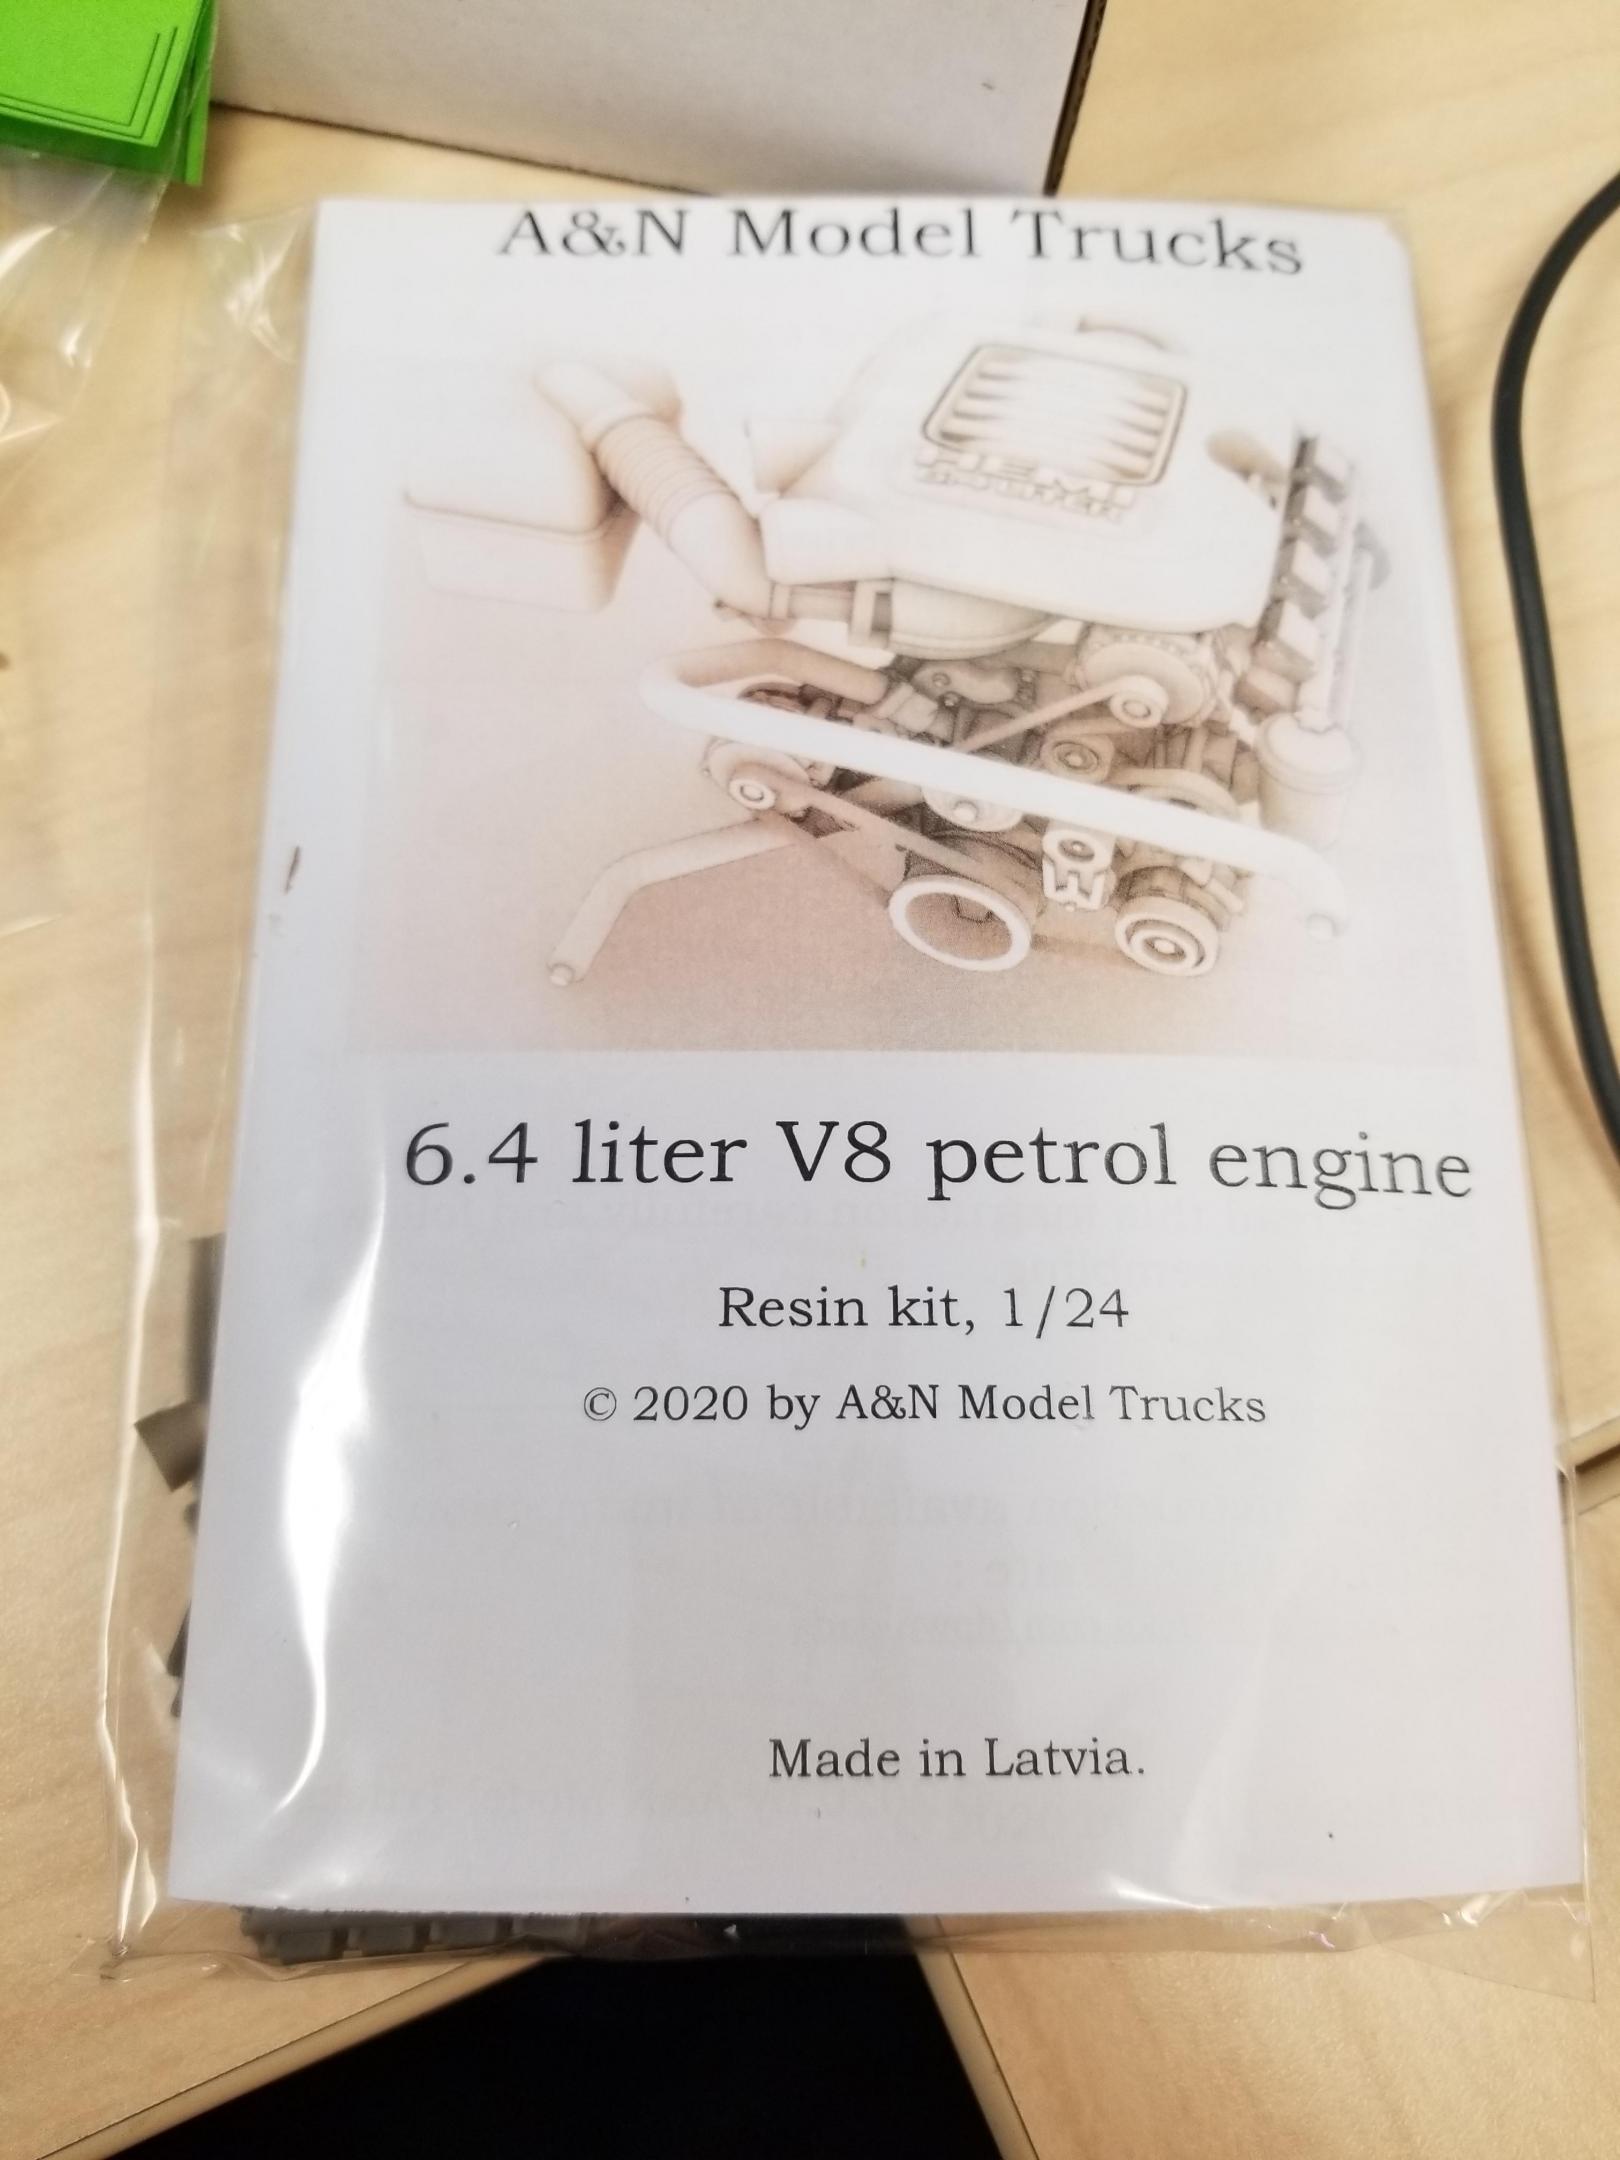 A&N Model Trucks
HEMI
6.4 liter V8 petrol engine
Resin kit, 1/24
© 2020 by A&N Model Trucks
Made in Latvia.